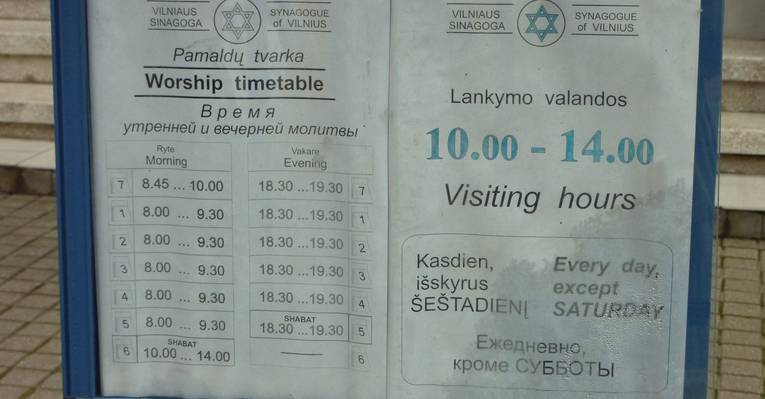 VILNIAUS SINAGOGA
SYNAGOGUE of VILNIUS
Pamaldų tvarka
Worship timetable
Время
утренней и вечерней молитвы
Ryte
Morning
Vakare
Evening
7 8.45 ... 10.00 18.30 ...19.30 7
1 8.00 ... 9.30 18.30 ...19.30 1
2 8.00 ... 9.30 18.30 ...19.30 2
3 8.00 ... 9.30 18.30 ...19.30 3
4 8.00 ... 9.30 18.30 ...19.30 4
5 8.00 ... 9.30 SHABAT 18.30 ...19.30 5
6 SHABAT 10.00 ... 14.00 —— 6
VILNIAUS SINAGOGA
SYNAGOGUE of VILNIUS
Lankymo valandos
10.00 - 14.00
Visiting hours
Kasdien,
išskyrus
ŠEŠTADIENĮ
Every day,
except
SATURDAY
Ежедневно,
кроме СУББОТЫ